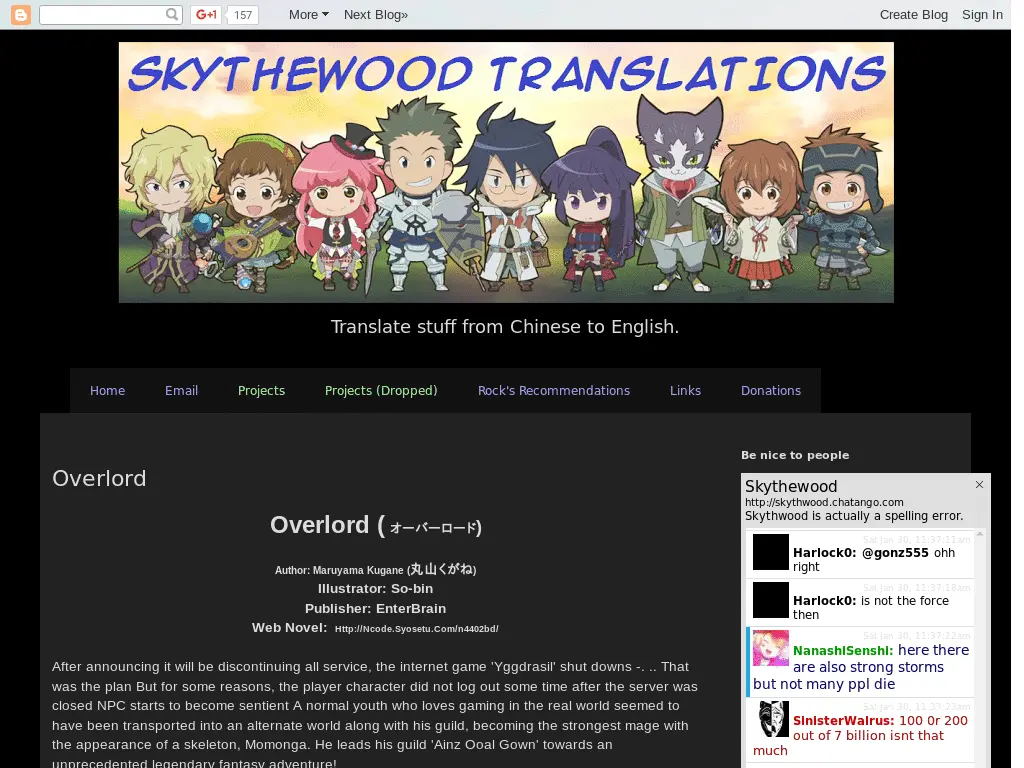 157
More
Next Blog»
Create Blog
Sign In
SKYTHEWOOD TRANSLATIONS
Translate stuff from Chinese to English.
Home
Email
Projects
Projects (Dropped)
Rock's Recommendations
Links
Donations
Overlord
Overlord ( オーバーロード)
Author: Maruyama Kugane (丸山くがね)
Illustrator: So-bin
Publisher: EnterBrain
Web Novel: Http://Ncode.Syosetu.Com/n4402bd/
After announcing it will be discontinuing all service, the internet game 'Yggdrasil' shut downs -. .. That
was the plan But for some reasons, the player character did not log out some time after the server was
closed NPC starts to become sentient A normal youth who loves gaming in the real world seemed to
have been transported into an alternate world along with his guild, becoming the strongest mage with
the appearance of a skeleton, Momonga. He leads his guild 'Ainz Ooal Gown' towards an
unprecedented legendary fantasy adventure!
Be nice to people
Skythewood
http://skythwood.chatango.com
Skythwood is actually a spelling error.
Sat Jan 30, 11:37:11am
Harlock0: @gonz555 ohh
right
Sat Jan 30, 11:37:18am
Harlock0: is not the force
then
Sat Jan 30, 11:37:22am
NanashISenshI: here there
are also strong storms
but not many ppl die
Sat Jan 30, 11:37:23am
SinisterWalrus: 100 0r 200
out of 7 billion isnt that
much